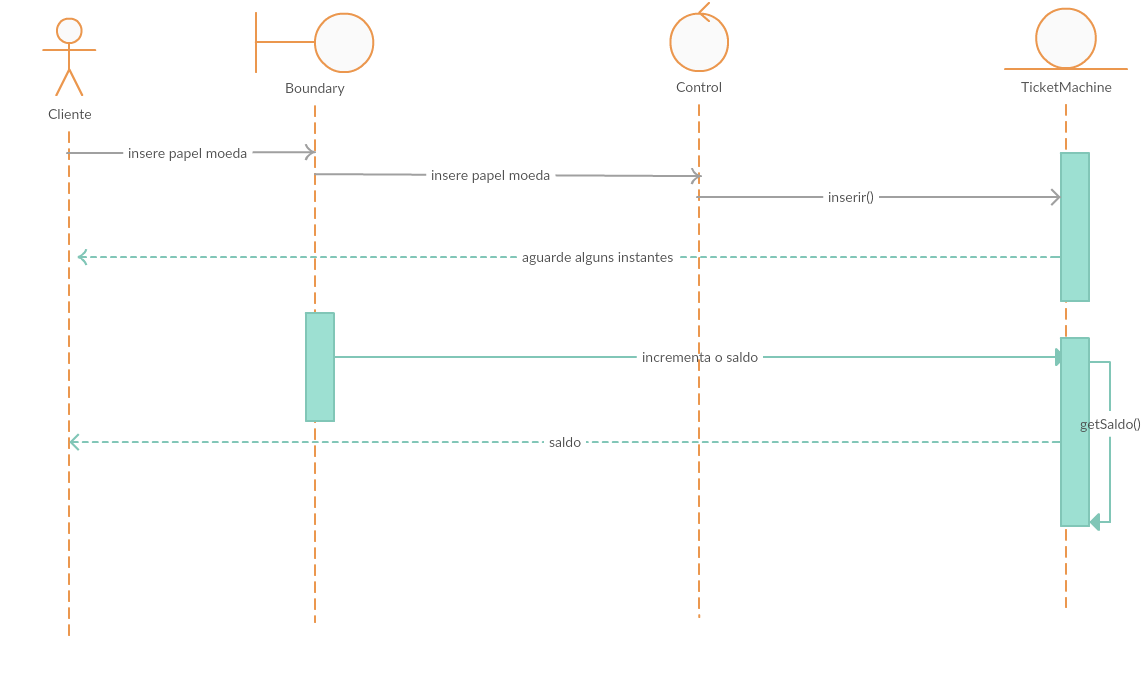 Cliente
Boundary
Control
TicketMachine
insere papel moeda
insere papel moeda
inserir()
aguarde alguns instantes
incrementa o saldo
getSaldo()
saldo